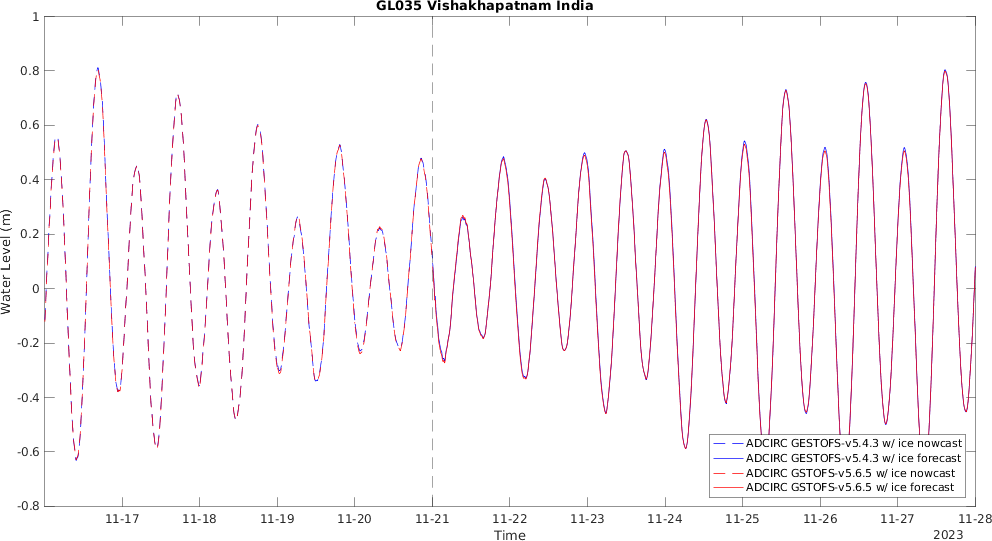 GL035 Vishakhapatnam India
1
0.8
0.6
0.4
0.2
0
-0.2
-0.4
-0.6
-0.8
Water Level (m)
ADCIRC GESTOFS-v5.4.3 w/ ice nowcast
ADCIRC GESTOFS-v5.4.3 w/ ice forecast
ADCIRC GSTOFS-v5.6.5 w/ ice nowcast
ADCIRC GSTOFS-v5.6.5 w/ ice forecast
11-17 11-18 11-19 11-20 11-21 11-22 11-23 11-24 11-25 11-26 11-27 11-28
Time
2023